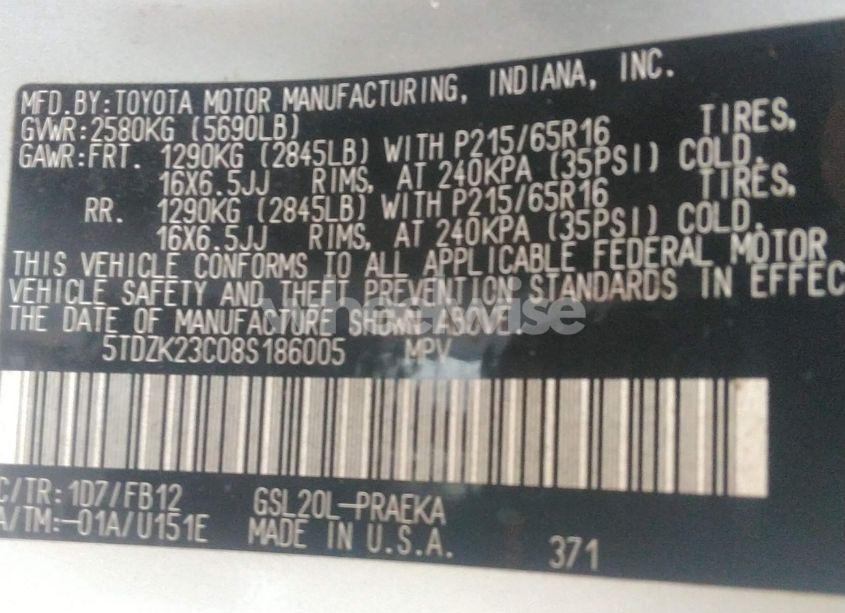 MFD.BY:TOYOTA MOTOR MANUFACTURING, INDIANA, INC.
GVWR:2580KG (5690LB)
GAWR:FRT. 1290KG (2845LB) WITH P215/65R16 TIRES,
16X6.5JJ RIMS, AT 240KPA (35PSI) COLD.
RR. 1290KG (2845LB) WITH P215/65R16 TIRES,
16X6.5JJ RIMS, AT 240KPA (35PSI) COLD.
THIS VEHICLE CONFORMS TO ALL APPLICABLE FEDERAL MOTOR
VEHICLE SAFETY AND THEFT PREVENTION STANDARDS IN EFFEC
THE DATE OF MANUFACTURE SHOWN ABOVE.
wheelwise
5TDZK23C08S186005 MPV
C/TR:1D7/FB12 GSL20L-PRAEKA
A/TM:-01A/U151E MADE IN U.S.A. 371